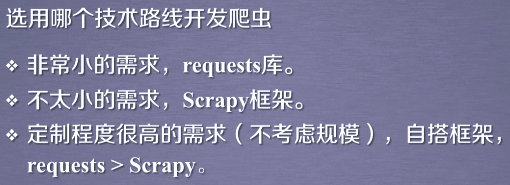 选用哪个技术路线开发爬虫
❖ 非常小的需求，requests库。
❖ 不太小的需求，Scrapy框架。
❖ 定制程度很高的需求（不考虑规模），自搭框架，
requests > Scrapy。